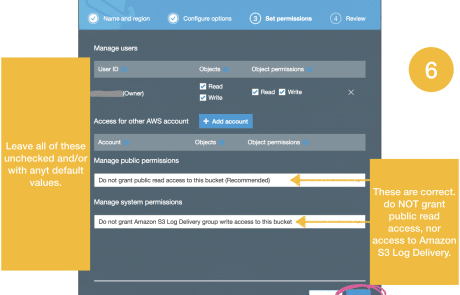 Name and region
Configure options
3 Set permissions
4 Review
Manage users
User ID
Objects
Object permissions
(Owner)
Read
Write
Read
Write
Access for other AWS account
+ Add account
Account
Objects
Object permissions
Manage public permissions
Do not grant public read access to this bucket (Recommended)
Manage system permissions
Do not grant Amazon S3 Log Delivery group write access to this bucket
Leave all of these
unchecked and/or
with anyt default
values.
6
These are correct.
do NOT grant
public read
access, nor
access to Amazon
S3 Log Delivery.